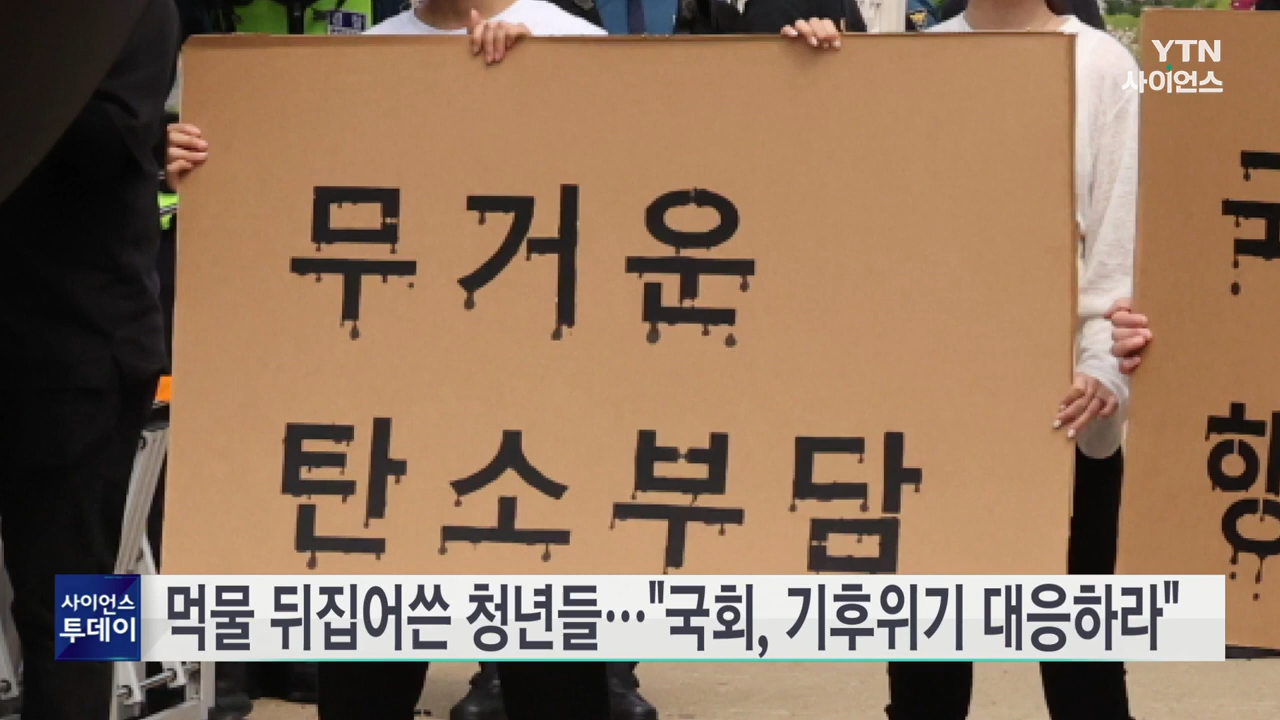 YTN
사이언스
무거운
탄소부담
사이언스
투데이
먹물 뒤집어쓴 청년들…"국회, 기후위기 대응하라"